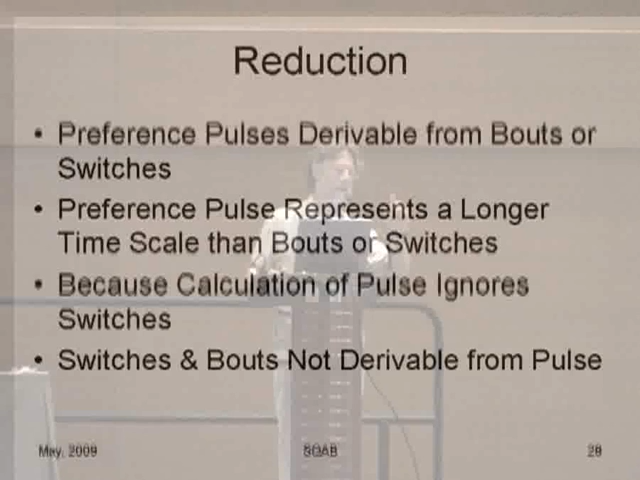 Reduction
• Preference Pulses Derivable from Bouts or
Switches
• Preference Pulse Represents a Longer
Time Scale than Bouts or Switches
• Because Calculation of Pulse Ignores
Switches
• Switches & Bouts Not Derivable from Pulse
May, 2009 SQAB 28